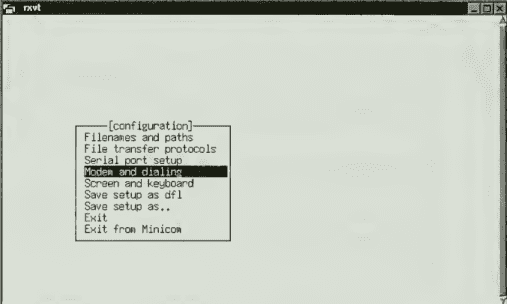 rxvt
[configuration]
Filenames and paths
File transfer protocols
Serial port setup
Modem and dialing
Screen and keyboard
Save setup as dfl
Save setup as..
Exit
Exit from Minicom